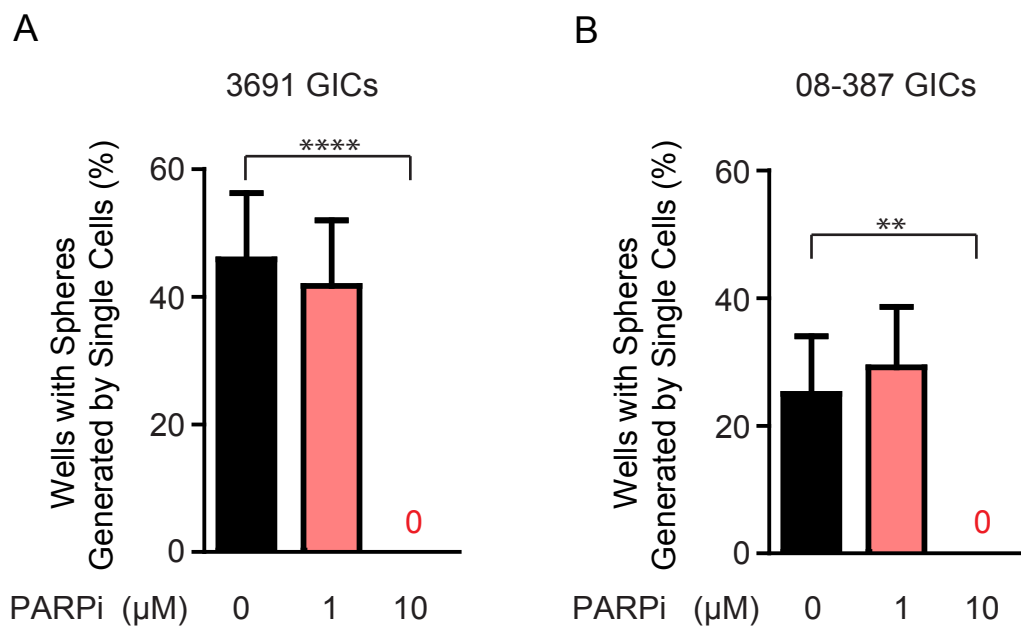 A
3691 GICs
****
Wells with Spheres
Generated by Single Cells (%)
60
40
20
0
0
PARPi (µM) 0 1 10
B
08-387 GICs
**
Wells with Spheres
Generated by Single Cells (%)
60
40
20
0
0
PARPi (µM) 0 1 10